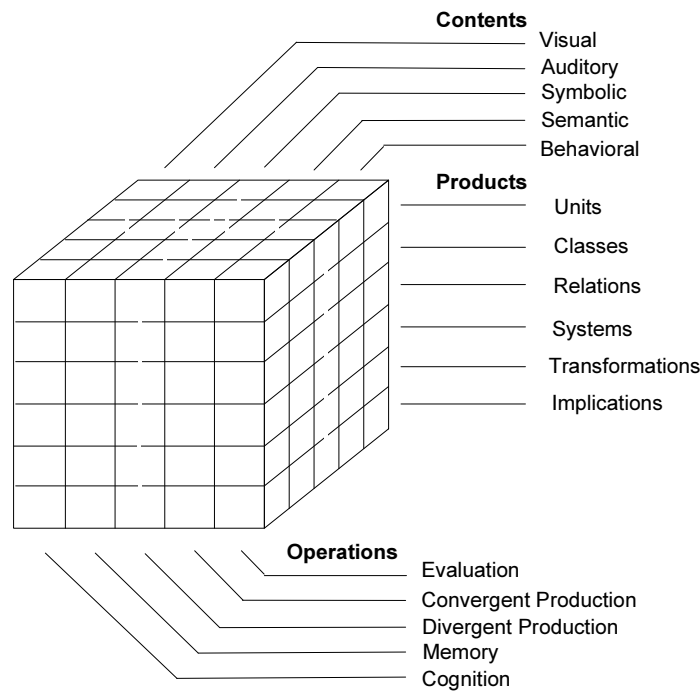 Contents
Visual
Auditory
Symbolic
Semantic
Behavioral
Products
Units
Classes
Relations
Systems
Transformations
Implications
Operations
Evaluation
Convergent Production
Divergent Production
Memory
Cognition